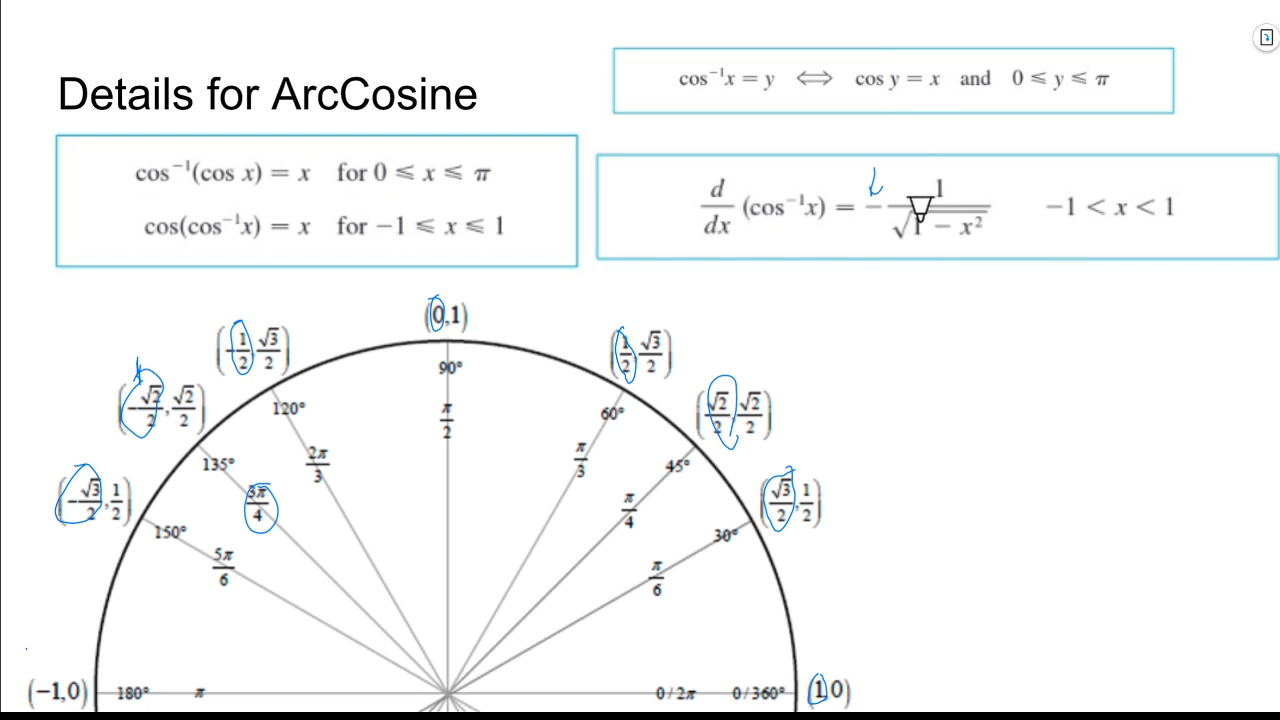 Details for ArcCosine
cos⁻¹x = y ⟺ cos y = x and 0 ⩽ y ⩽ π
cos⁻¹(cos x) = x for 0 ⩽ x ⩽ π
cos(cos⁻¹x) = x for −1 ⩽ x ⩽ 1
d/dx (cos⁻¹x) = − 1/√(1 − x²) −1 < x < 1
(0,1)
(-1/2, √3/2)
(1/2, √3/2)
(-√2/2, √2/2)
(√2/2, √2/2)
(-√3/2, 1/2)
(√3/2, 1/2)
90°
120°
60°
π/2
135°
2π/3
π/3
45°
3π/4
π/4
150°
30°
5π/6
π/6
(−1,0) 180° π 0/2π 0/360° (1,0)